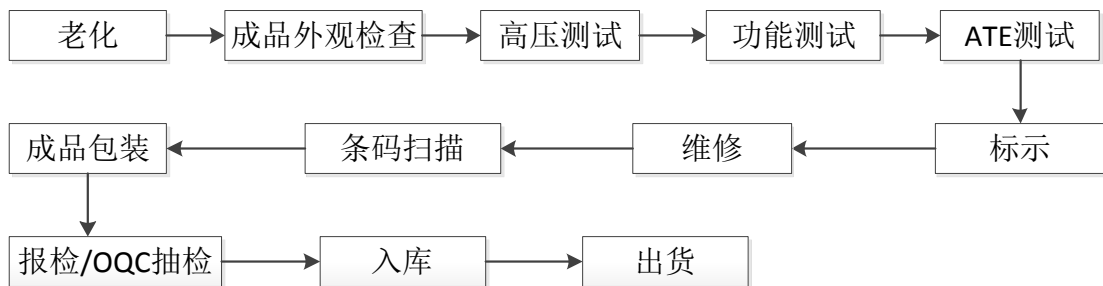 老化
成品外观检查
高压测试
功能测试
ATE测试
标示
维修
条码扫描
成品包装
报检/OQC抽检
入库
出货